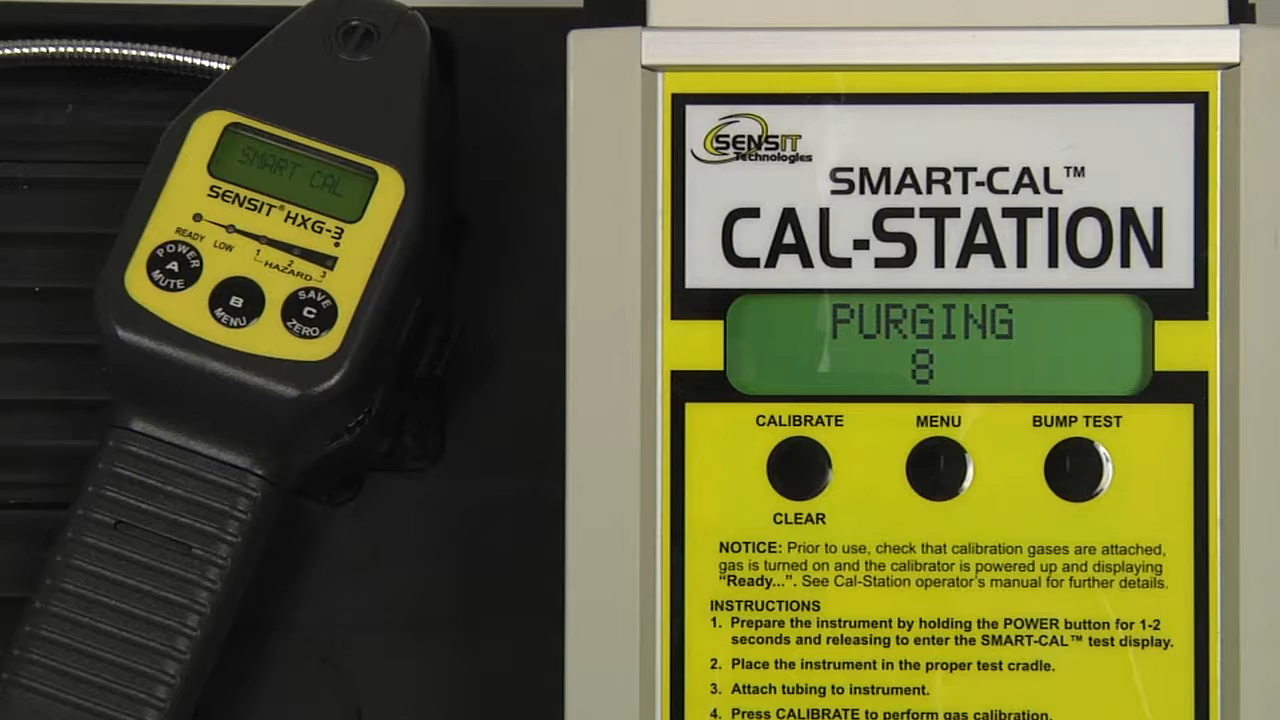 SMART CAL
SENSIT® HXG-3
READY LOW 1 2 3
HAZARD
POWER
A
MUTE
B
MENU
SAVE
C
ZERO
SENSIT
Technologies
SMART-CAL™
CAL-STATION
PURGING
8
CALIBRATE MENU BUMP TEST
CLEAR
NOTICE: Prior to use, check that calibration gases are attached,
gas is turned on and the calibrator is powered up and displaying
“Ready...”. See Cal-Station operator's manual for further details.
INSTRUCTIONS
1. Prepare the instrument by holding the POWER button for 1-2
seconds and releasing to enter the SMART-CAL™ test display.
2. Place the instrument in the proper test cradle.
3. Attach tubing to instrument.
4. Press CALIBRATE to perform gas calibration.